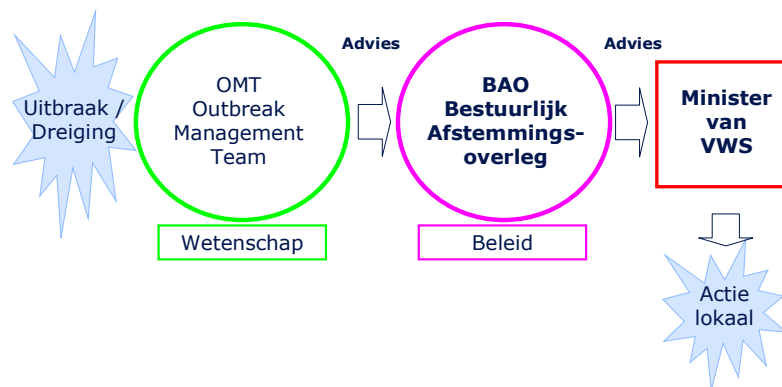 Uitbraak /
Dreiging
OMT
Outbreak
Management
Team
Wetenschap
Advies
BAO
Bestuurlijk
Afstemmings-
overleg
Beleid
Advies
Minister
van
VWS
Actie
lokaal